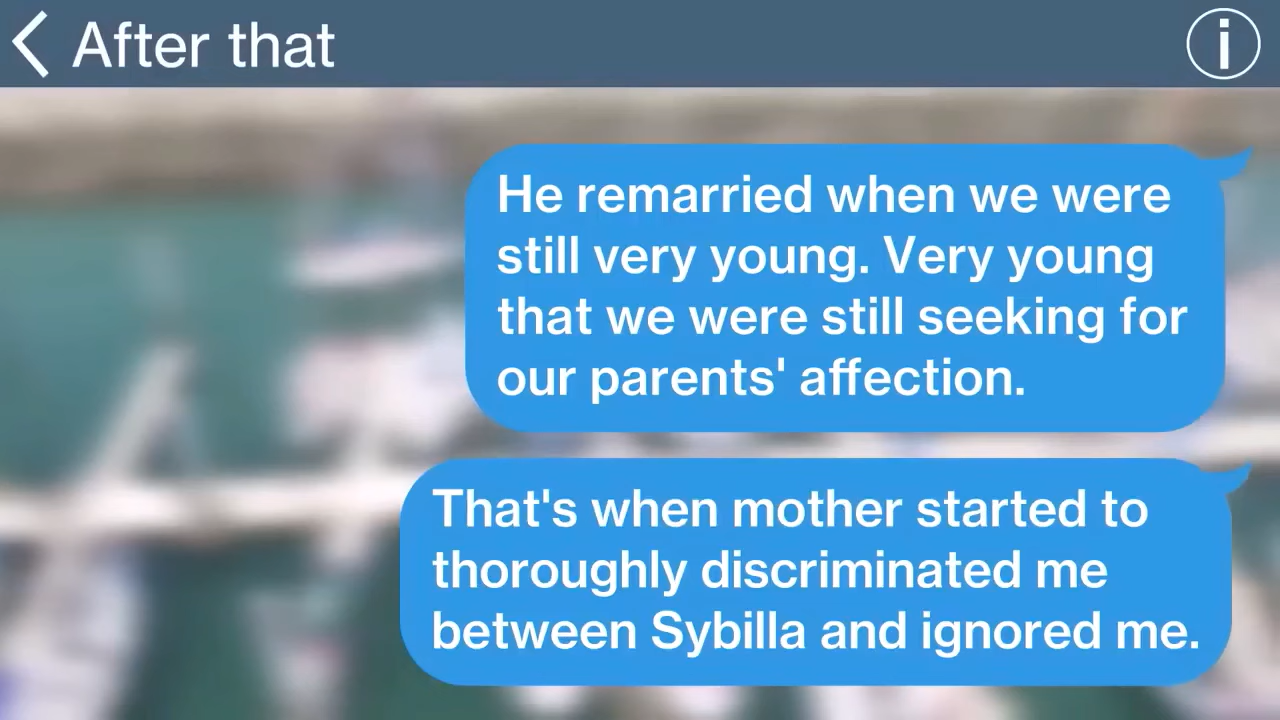 After that
He remarried when we were
still very young. Very young
that we were still seeking for
our parents' affection.
That's when mother started to
thoroughly discriminated me
between Sybilla and ignored me.